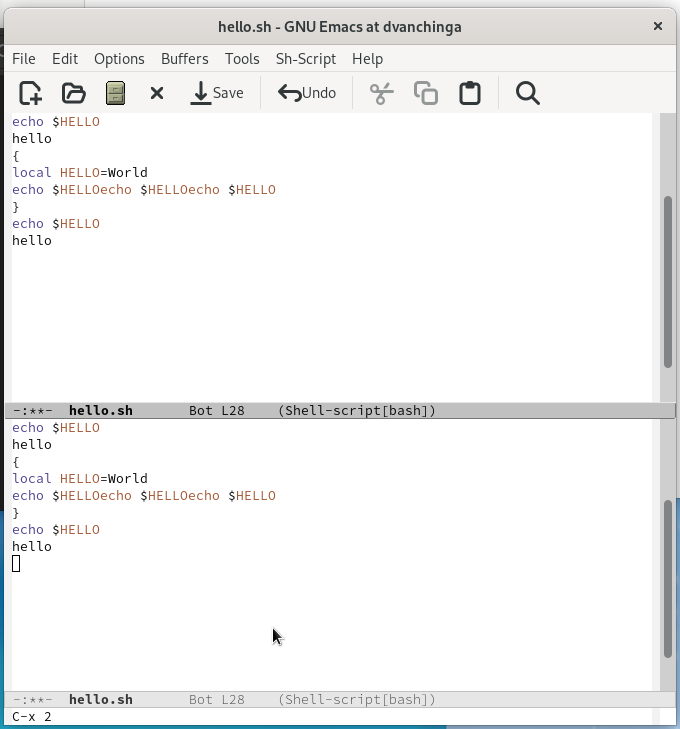 hello.sh - GNU Emacs at dvanchinga ×
File Edit Options Buffers Tools Sh-Script Help
Save Undo
echo $HELLO
hello
{
local HELLO=World
echo $HELLOecho $HELLOecho $HELLO
}
echo $HELLO
hello
-:**- hello.sh Bot L28 (Shell-script[bash])
echo $HELLO
hello
{
local HELLO=World
echo $HELLOecho $HELLOecho $HELLO
}
echo $HELLO
hello
-:**- hello.sh Bot L28 (Shell-script[bash])
C-x 2